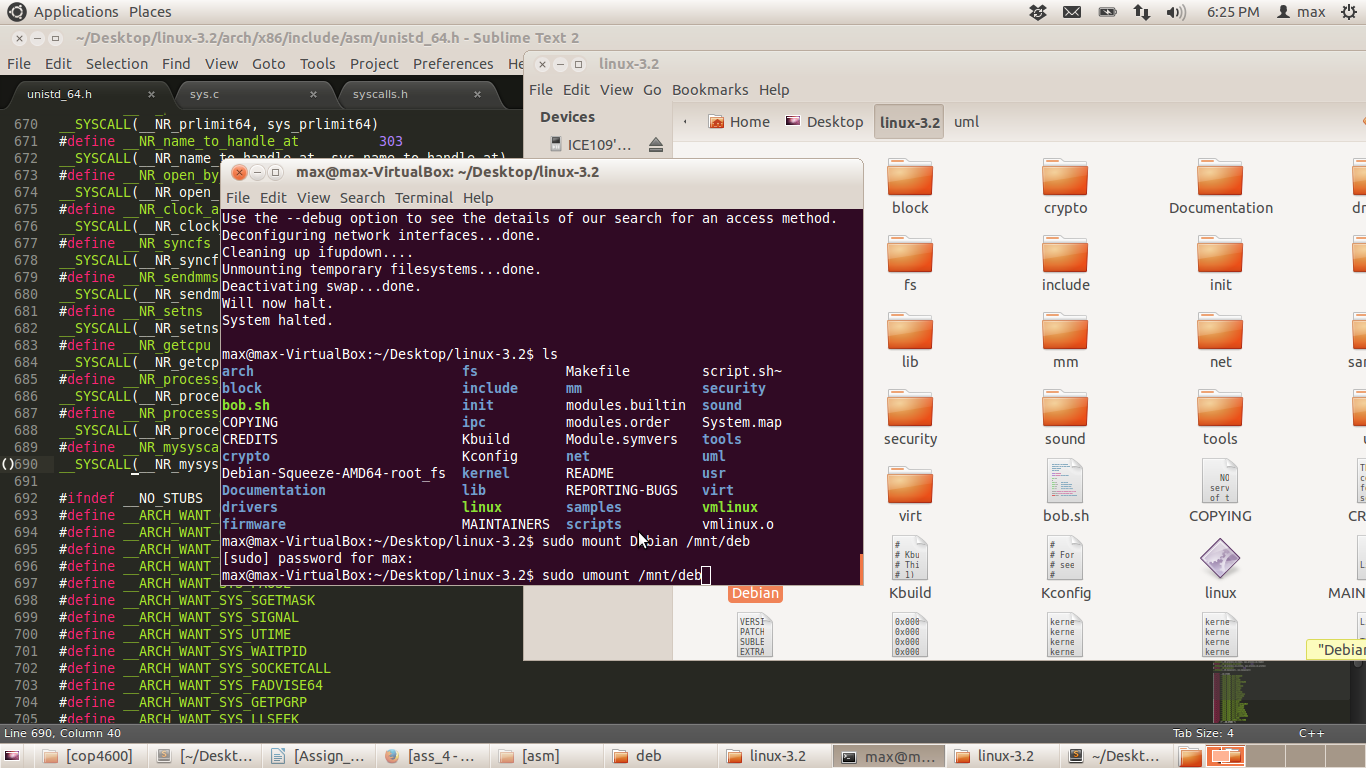 Applications Places 6:25 PM max
~/Desktop/linux-3.2/arch/x86/include/asm/unistd_64.h - Sublime Text 2
File Edit Selection Find View Goto Tools Project Preferences He
unistd_64.h × sys.c × syscalls.h ×
670 __SYSCALL(__NR_prlimit64, sys_prlimit64)
671 #define __NR_name_to_handle_at 303
672 __SYSCALL(__NR_name_to_handle_at, sys_name_to_handle_at)
673 #define __NR_open_by
674 __SYSCALL(__NR_open_
675 #define __NR_clock_a
676 __SYSCALL(__NR_clock
677 #define __NR_syncfs
678 __SYSCALL(__NR_syncf
679 #define __NR_sendmms
680 __SYSCALL(__NR_sendm
681 #define __NR_setns
682 __SYSCALL(__NR_setns
683 #define __NR_getcpu
684 __SYSCALL(__NR_getcp
685 #define __NR_process
686 __SYSCALL(__NR_proce
687 #define __NR_process
688 __SYSCALL(__NR_proce
689 #define __NR_mysysca
690 __SYSCALL(__NR_mysys
691
692 #ifndef __NO_STUBS
693 #define __ARCH_WANT_
694 #define __ARCH_WANT_
695 #define __ARCH_WANT_
696 #define __ARCH_WANT_
698 #define __ARCH_WANT_SYS_SGETMASK
699 #define __ARCH_WANT_SYS_SIGNAL
700 #define __ARCH_WANT_SYS_UTIME
701 #define __ARCH_WANT_SYS_WAITPID
702 #define __ARCH_WANT_SYS_SOCKETCALL
703 #define __ARCH_WANT_SYS_FADVISE64
704 #define __ARCH_WANT_SYS_GETPGRP
705 #define __ARCH_WANT_SYS_LLSEEK
Line 690, Column 40 Tab Size: 4 C++
linux-3.2
File Edit View Go Bookmarks Help
Devices
ICE109'...
Home Desktop linux-3.2 uml
block crypto Documentation dr
fs include init
lib mm net sar
security sound tools u
virt bob.sh COPYING CR
Debian Kbuild Kconfig linux MAIN
"Debian
max@max-VirtualBox: ~/Desktop/linux-3.2
File Edit View Search Terminal Help
Use the --debug option to see the details of our search for an access method.
Deconfiguring network interfaces...done.
Cleaning up ifupdown....
Unmounting temporary filesystems...done.
Deactivating swap...done.
Will now halt.
System halted.
max@max-VirtualBox:~/Desktop/linux-3.2$ ls
arch fs Makefile script.sh~
block include mm security
bob.sh init modules.builtin sound
COPYING ipc modules.order System.map
CREDITS Kbuild Module.symvers tools
crypto Kconfig net uml
Debian-Squeeze-AMD64-root_fs kernel README usr
Documentation lib REPORTING-BUGS virt
drivers linux samples vmlinux
firmware MAINTAINERS scripts vmlinux.o
max@max-VirtualBox:~/Desktop/linux-3.2$ sudo mount Debian /mnt/deb
[sudo] password for max:
max@max-VirtualBox:~/Desktop/linux-3.2$ sudo umount /mnt/deb
[cop4600] [~/Deskt... [Assign_... [ass_4 -... [asm] deb linux-3.2 max@m... linux-3.2 ~/Deskt...